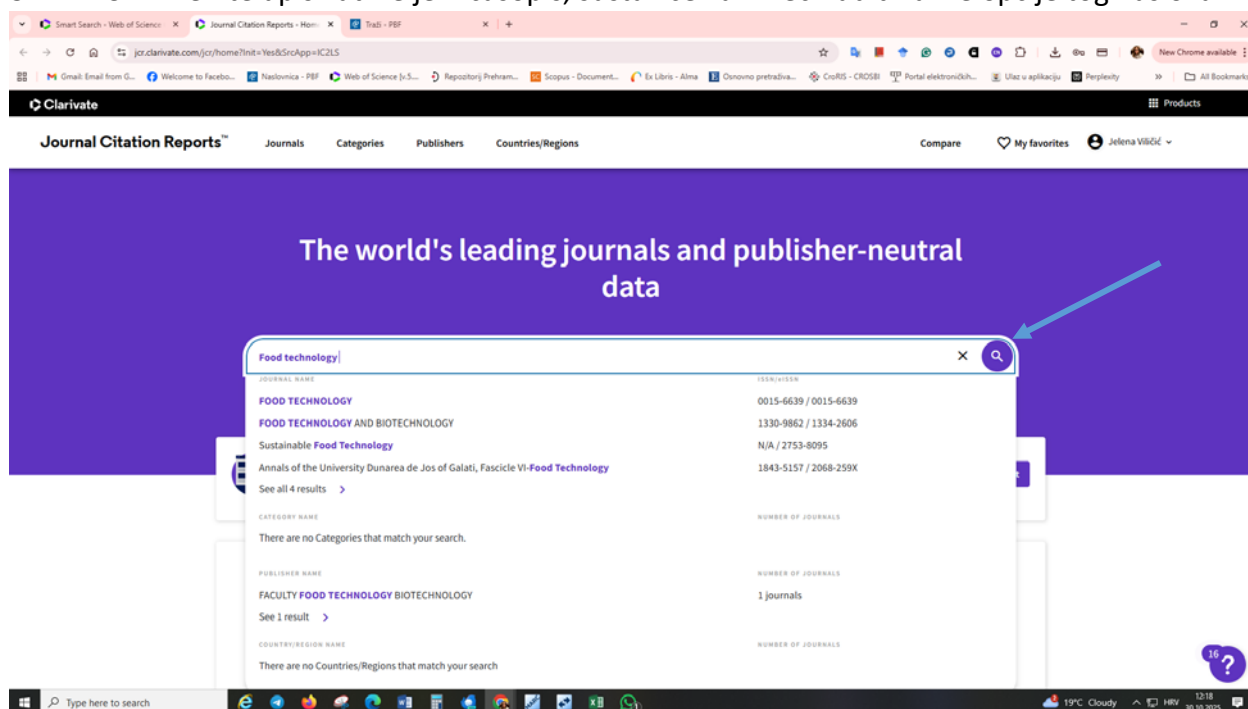 Smart Search - Web of Science
Journal Citation Reports - Hom
Traži - PBF
jcr.clarivate.com/jcr/home?Init=Yes&SrcApp=IC2LS
New Chrome available
Gmail: Email from G...
Welcome to Facebo...
Naslovnica - PBF
Web of Science [v.5...
Repozitorij Prehram...
Scopus - Document...
Ex Libris - Alma
Osnovno pretraživa...
CroRIS - CROSBI
Portal elektroničkih...
Ulaz u aplikaciju
Perplexity
All Bookmarks
Clarivate
Products
Journal Citation Reports™
Journals
Categories
Publishers
Countries/Regions
Compare
My favorites
Jelena Viličić
The world's leading journals and publisher-neutral
data
Food technology
JOURNAL NAME
ISSN/eISSN
FOOD TECHNOLOGY
0015-6639 / 0015-6639
FOOD TECHNOLOGY AND BIOTECHNOLOGY
1330-9862 / 1334-2606
Sustainable Food Technology
N/A / 2753-8095
Annals of the University Dunarea de Jos of Galati, Fascicle VI-Food Technology
1843-5157 / 2068-259X
See all 4 results
CATEGORY NAME
NUMBER OF JOURNALS
There are no Categories that match your search.
PUBLISHER NAME
NUMBER OF JOURNALS
FACULTY FOOD TECHNOLOGY BIOTECHNOLOGY
1 journals
See 1 result
COUNTRY/REGION NAME
NUMBER OF JOURNALS
There are no Countries/Regions that match your search
16
?
Type here to search
19°C Cloudy
HRV
12:18
30.10.2025